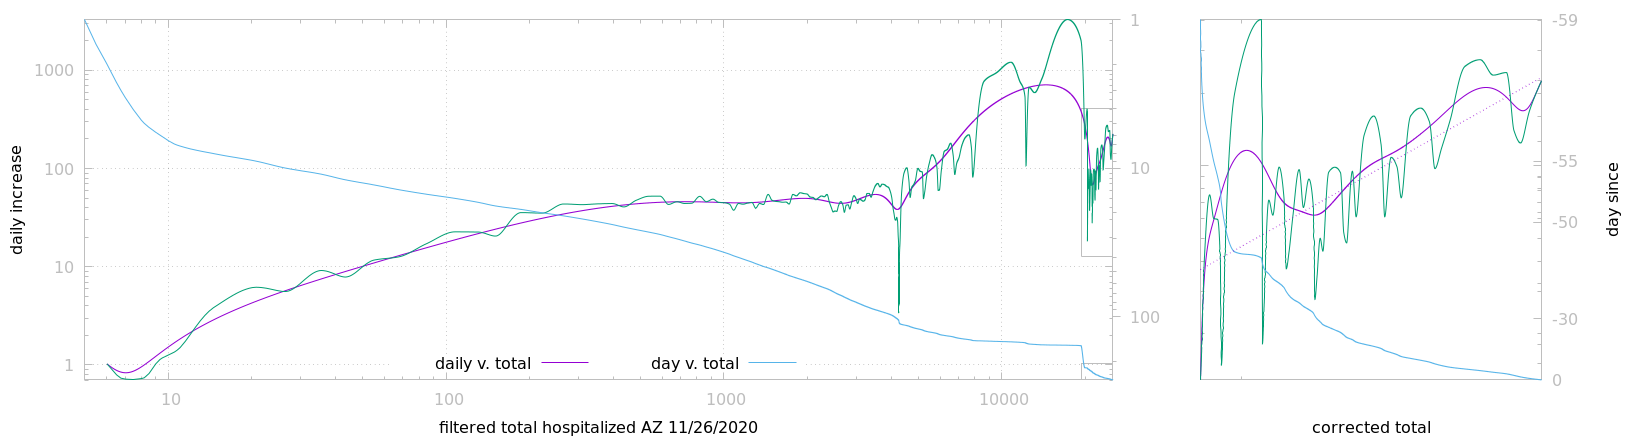 daily increase
1000
100
10
1
daily v. total
day v. total
1
10
100
10
100
1000
10000
filtered total hospitalized AZ 11/26/2020
-59
-55
-50
-30
0
day since
corrected total